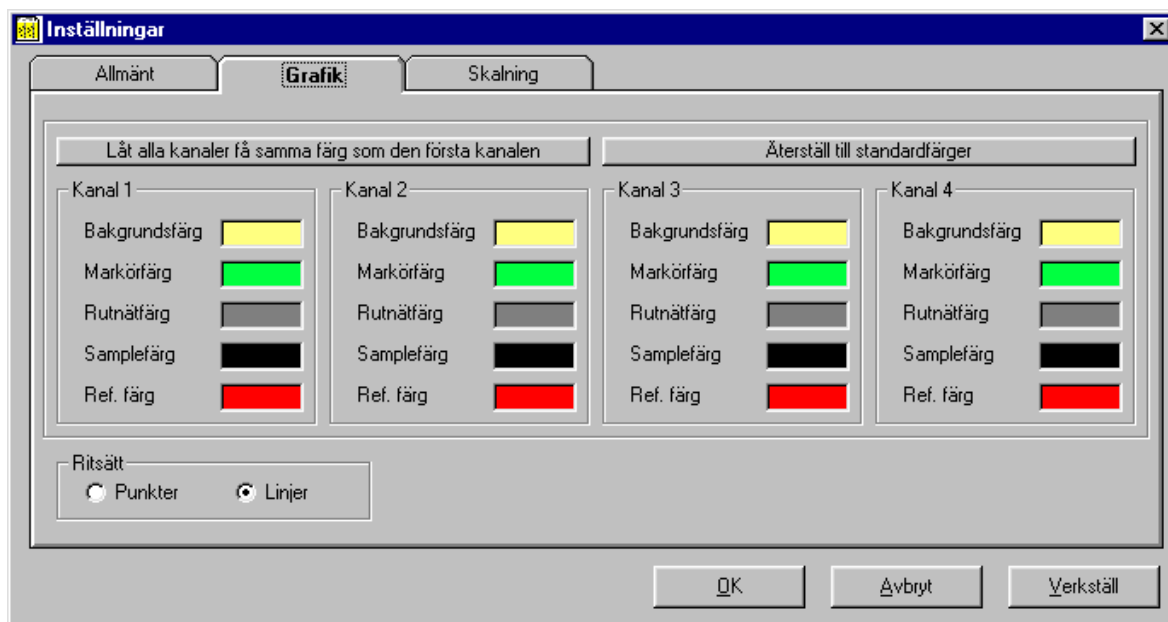 Inställningar
Allmänt Grafik Skalning
Låt alla kanaler få samma färg som den första kanalen Återställ till standardfärger
Kanal 1 Kanal 2 Kanal 3 Kanal 4
Bakgrundsfärg Bakgrundsfärg Bakgrundsfärg Bakgrundsfärg
Markörfärg Markörfärg Markörfärg Markörfärg
Rutnätfärg Rutnätfärg Rutnätfärg Rutnätfärg
Samplefärg Samplefärg Samplefärg Samplefärg
Ref. färg Ref. färg Ref. färg Ref. färg
Ritsätt
Punkter Linjer
OK Avbryt Verkställ